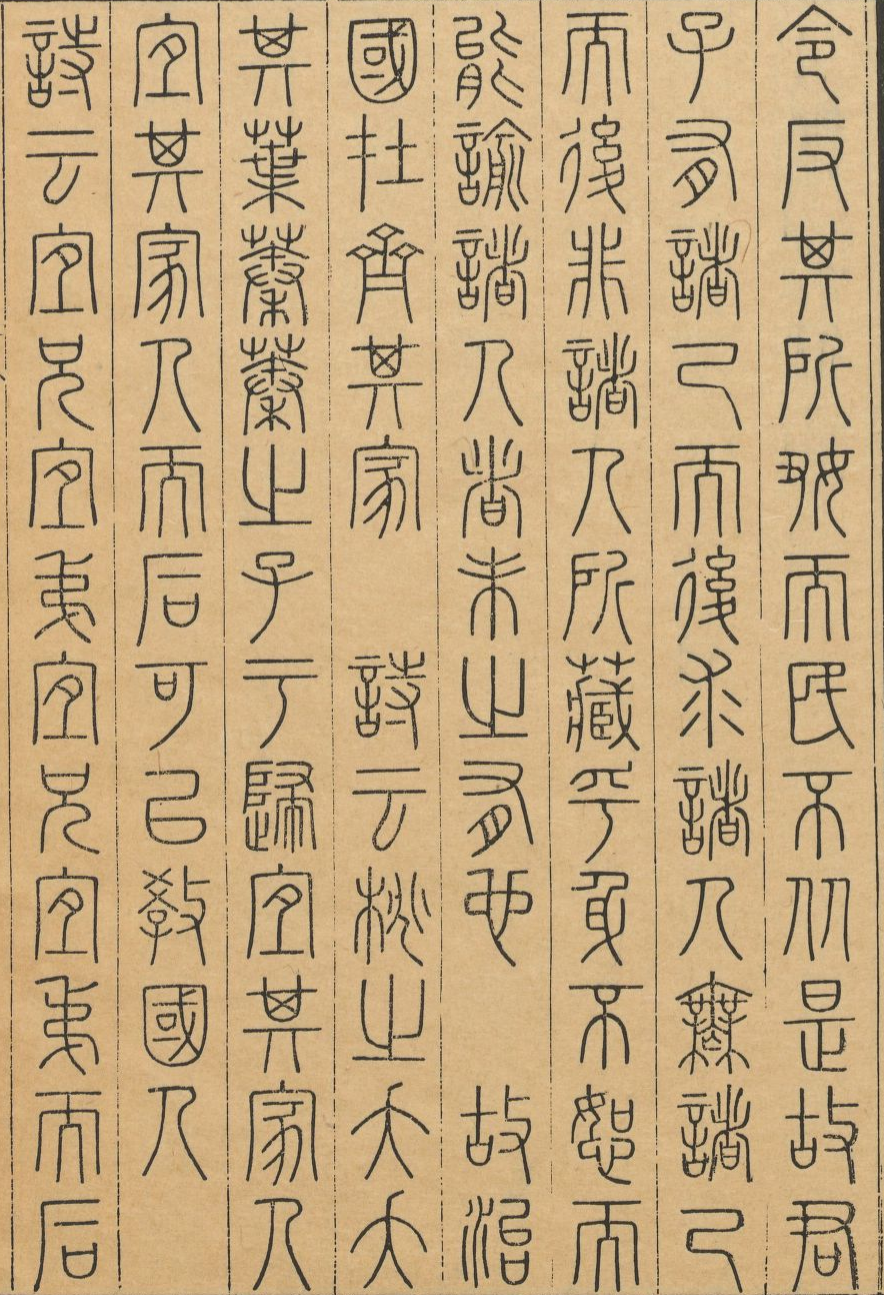 令反其所好而民不从是故君
子有諸己而後求諸人無諸己
而後非諸人所藏乎身不恕而
能諭諸人者未之有也　故治
國在齊其家　詩云桃之夭夭
其葉蓁蓁之子于歸宜其家人
宜其家人而后可以教國人
詩云宜兄宜弟宜兄宜弟而后